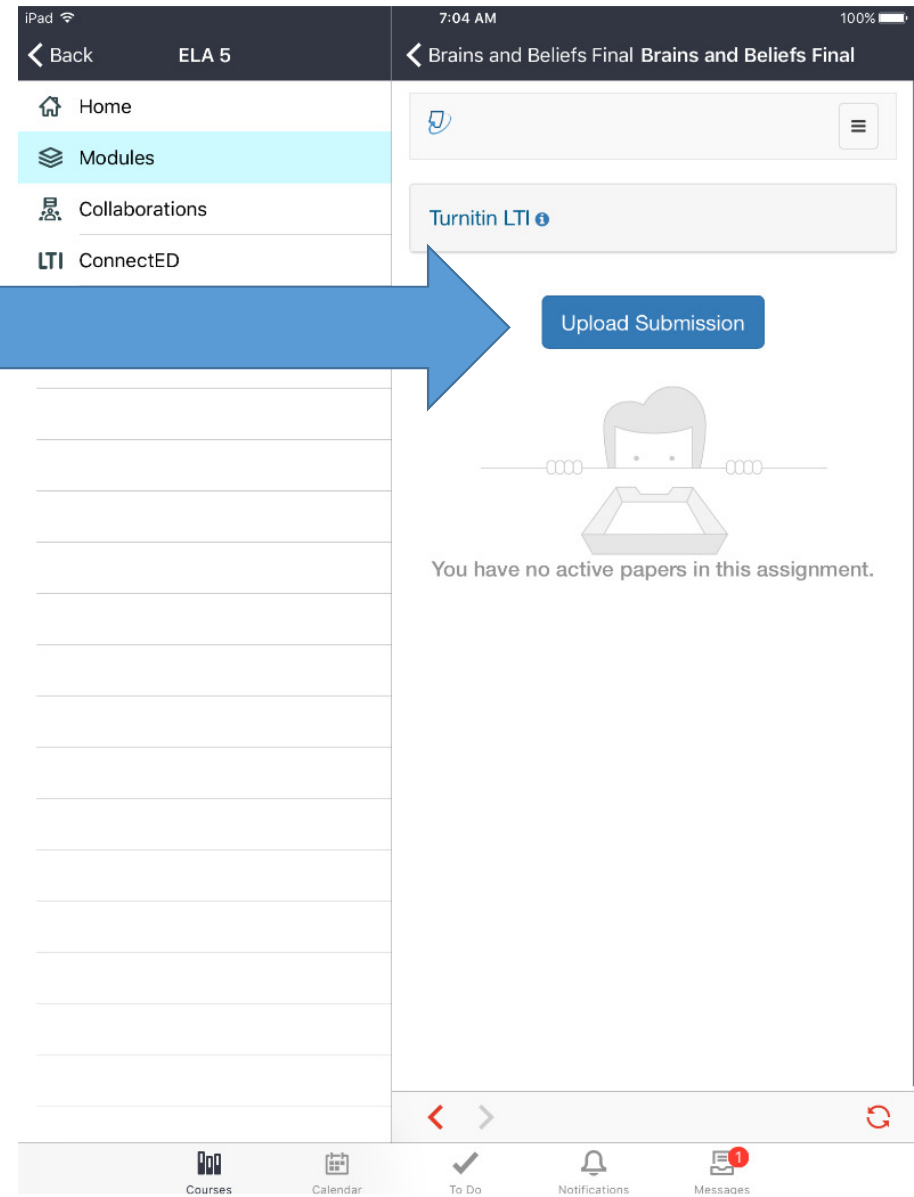 iPad 7:04 AM 100%
Back ELA 5 Brains and Beliefs Final Brains and Beliefs Final
Home
Modules
Collaborations
Turnitin LTI
LTI ConnectED
Upload Submission
You have no active papers in this assignment.
Courses Calendar To Do Notifications 1 Messages